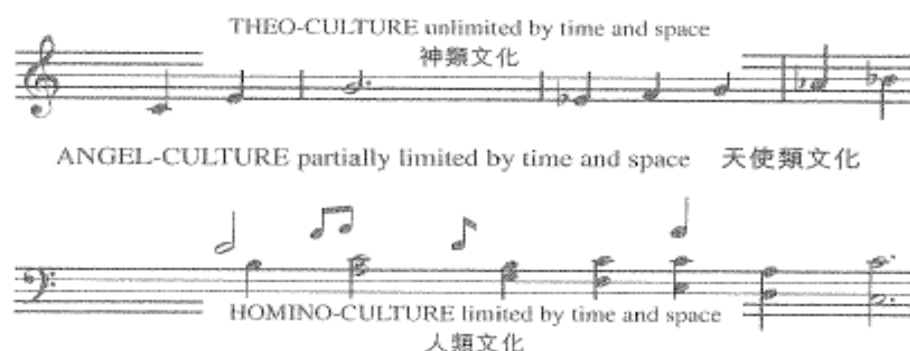 THEO-CULTURE unlimited by time and space
神類文化
ANGEL-CULTURE partially limited by time and space 天使類文化
HOMINO-CULTURE limited by time and space
人類文化